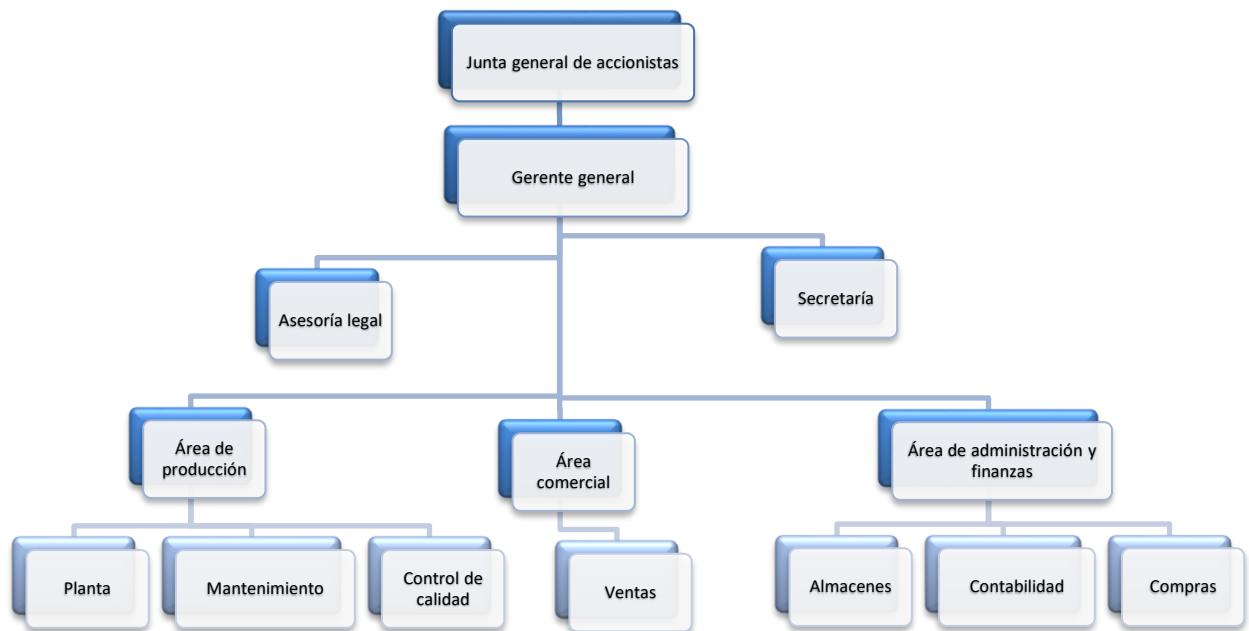 Junta general de accionistas
Gerente general
Secretaría
Asesoría legal
Área de
producción
Área
comercial
Área de administración y
finanzas
Planta
Mantenimiento
Control de
calidad
Ventas
Almacenes
Contabilidad
Compras